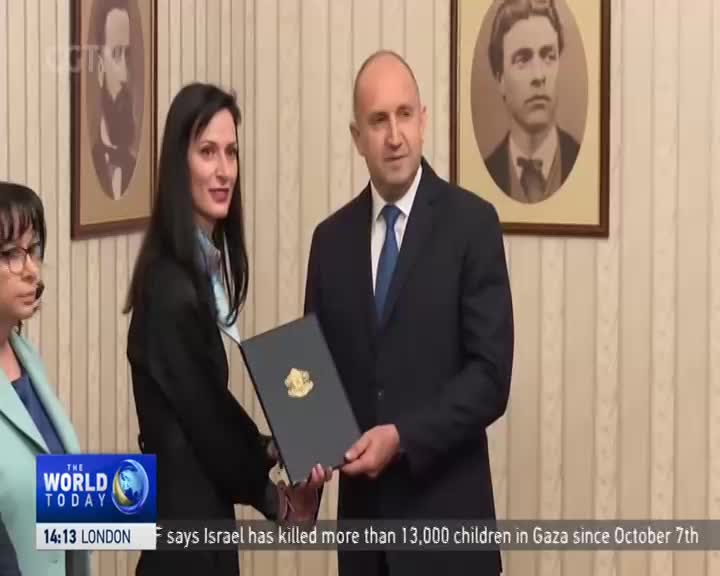 CGTN
THE
WORLD
TODAY
14:13 LONDON
F says Israel has killed more than 13,000 children in Gaza since October 7th